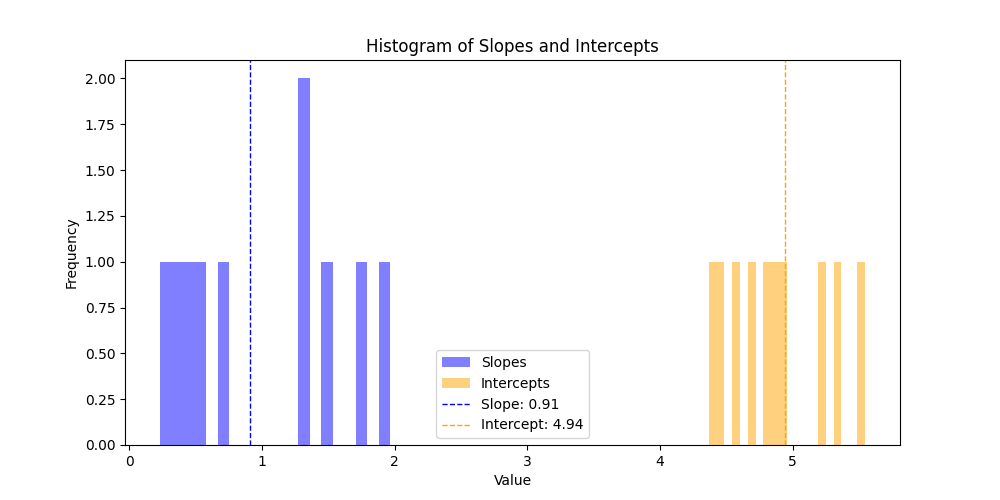 Histogram of Slopes and Intercepts
Frequency
2.00
1.75
1.50
1.25
1.00
0.75
0.50
0.25
0.00
Slopes
Intercepts
Slope: 0.91
Intercept: 4.94
0 1 2 3 4 5
Value